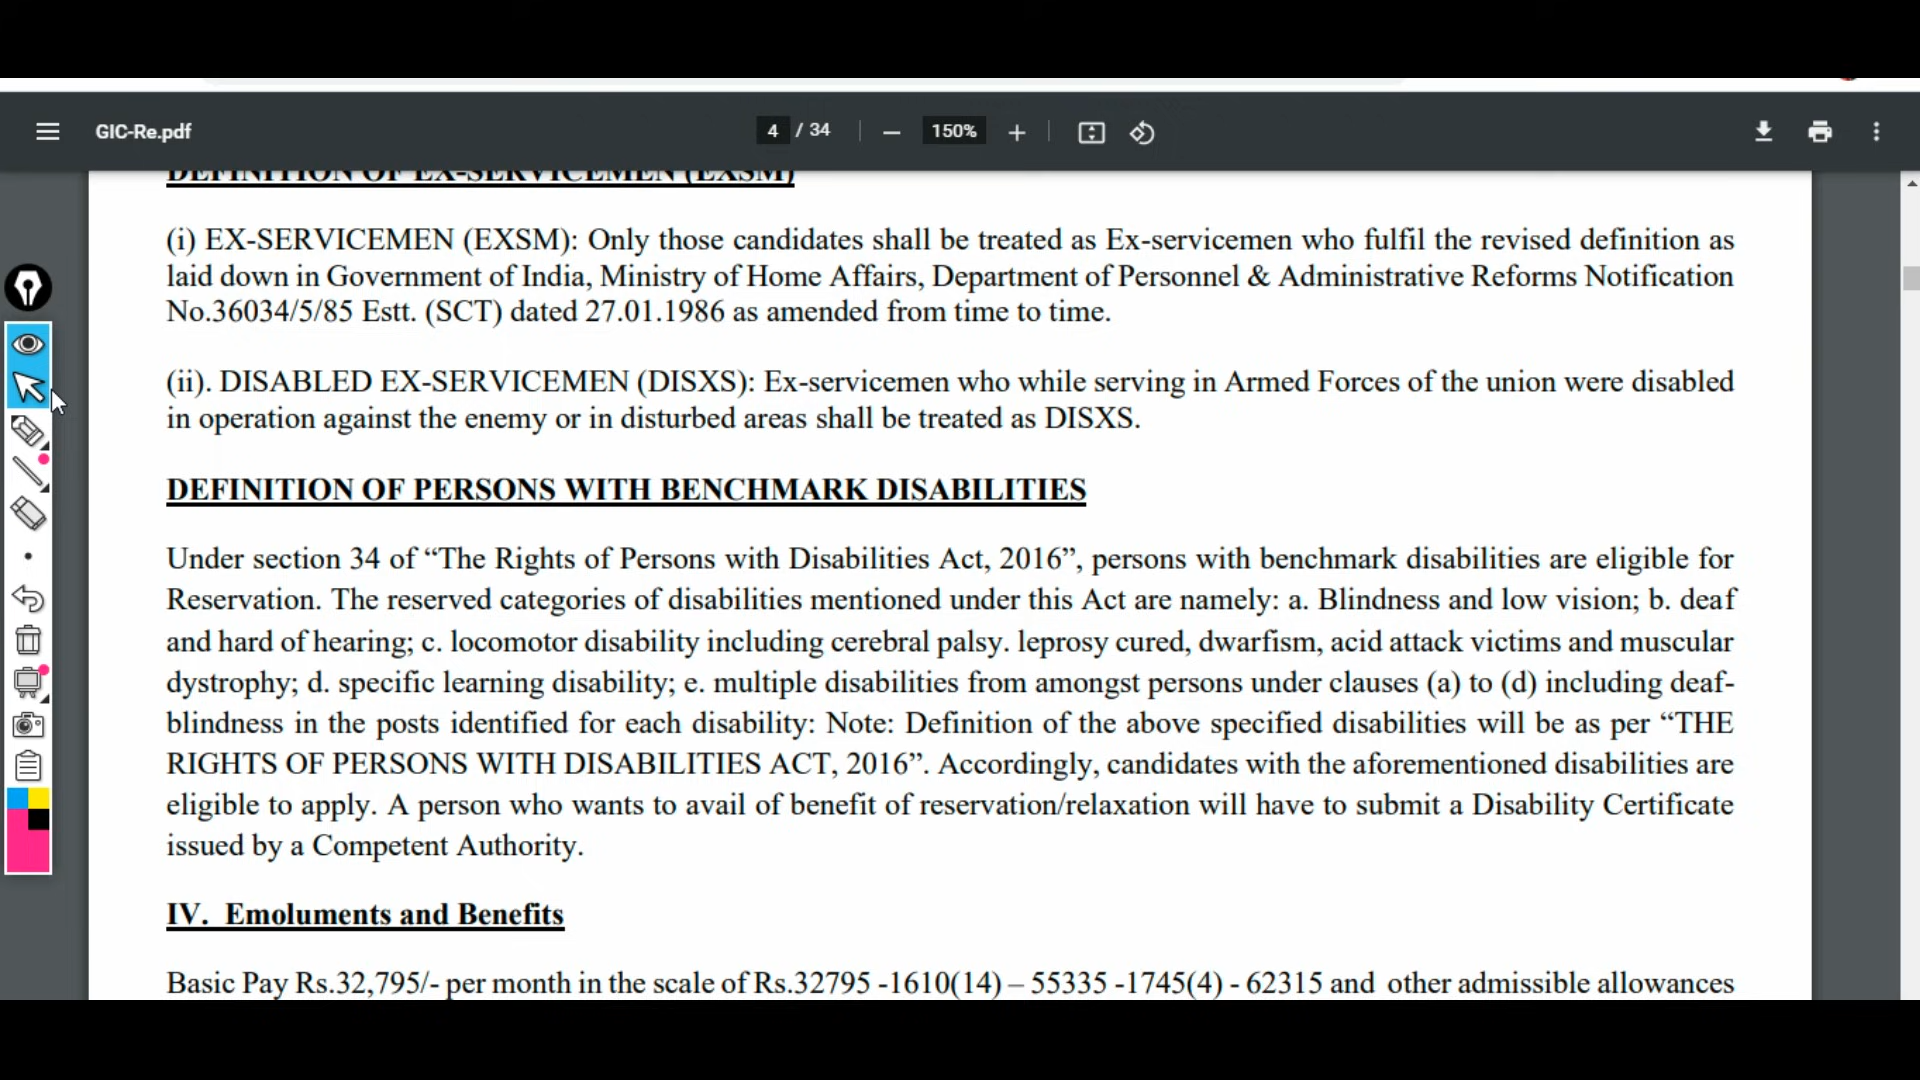 GIC-Re.pdf
4 / 34
150%
DEFINITION OF EX-SERVICEMEN (EXSM)
(i) EX-SERVICEMEN (EXSM): Only those candidates shall be treated as Ex-servicemen who fulfil the revised definition as
laid down in Government of India, Ministry of Home Affairs, Department of Personnel & Administrative Reforms Notification
No.36034/5/85 Estt. (SCT) dated 27.01.1986 as amended from time to time.
(ii). DISABLED EX-SERVICEMEN (DISXS): Ex-servicemen who while serving in Armed Forces of the union were disabled
in operation against the enemy or in disturbed areas shall be treated as DISXS.
DEFINITION OF PERSONS WITH BENCHMARK DISABILITIES
Under section 34 of “The Rights of Persons with Disabilities Act, 2016”, persons with benchmark disabilities are eligible for
Reservation. The reserved categories of disabilities mentioned under this Act are namely: a. Blindness and low vision; b. deaf
and hard of hearing; c. locomotor disability including cerebral palsy. leprosy cured, dwarfism, acid attack victims and muscular
dystrophy; d. specific learning disability; e. multiple disabilities from amongst persons under clauses (a) to (d) including deaf-
blindness in the posts identified for each disability: Note: Definition of the above specified disabilities will be as per “THE
RIGHTS OF PERSONS WITH DISABILITIES ACT, 2016”. Accordingly, candidates with the aforementioned disabilities are
eligible to apply. A person who wants to avail of benefit of reservation/relaxation will have to submit a Disability Certificate
issued by a Competent Authority.
IV. Emoluments and Benefits
Basic Pay Rs.32,795/- per month in the scale of Rs.32795 -1610(14) – 55335 -1745(4) - 62315 and other admissible allowances